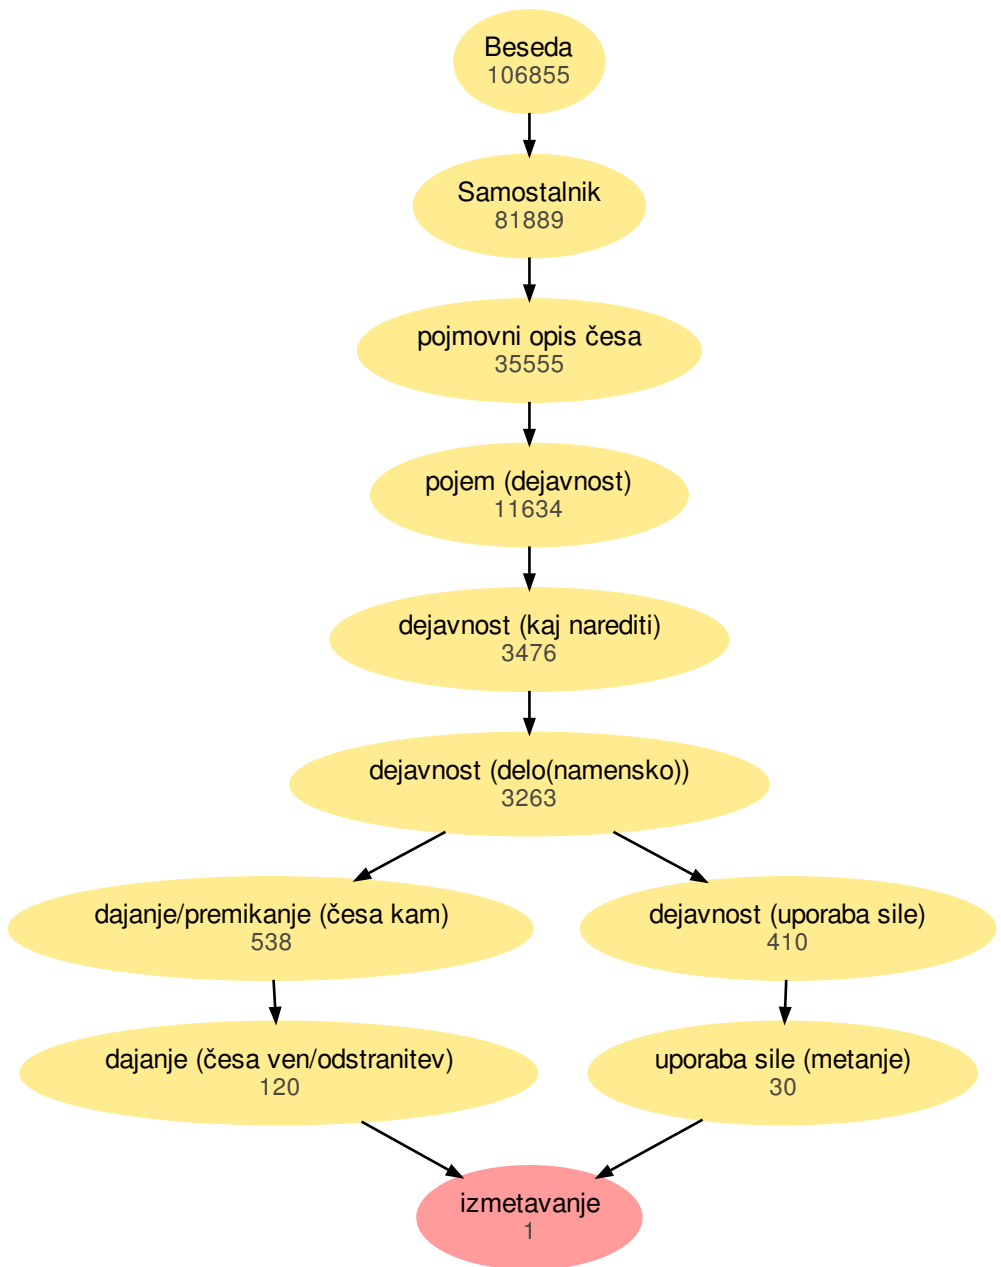 Beseda
106855
Samostalnik
81889
pojmovni opis česa
35555
pojem (dejavnost)
11634
dejavnost (kaj narediti)
3476
dejavnost (delo(namensko))
3263
dajanje/premikanje (česa kam)
538
dejavnost (uporaba sile)
410
dajanje (česa ven/odstranitev)
120
uporaba sile (metanje)
30
izmetavanje
1